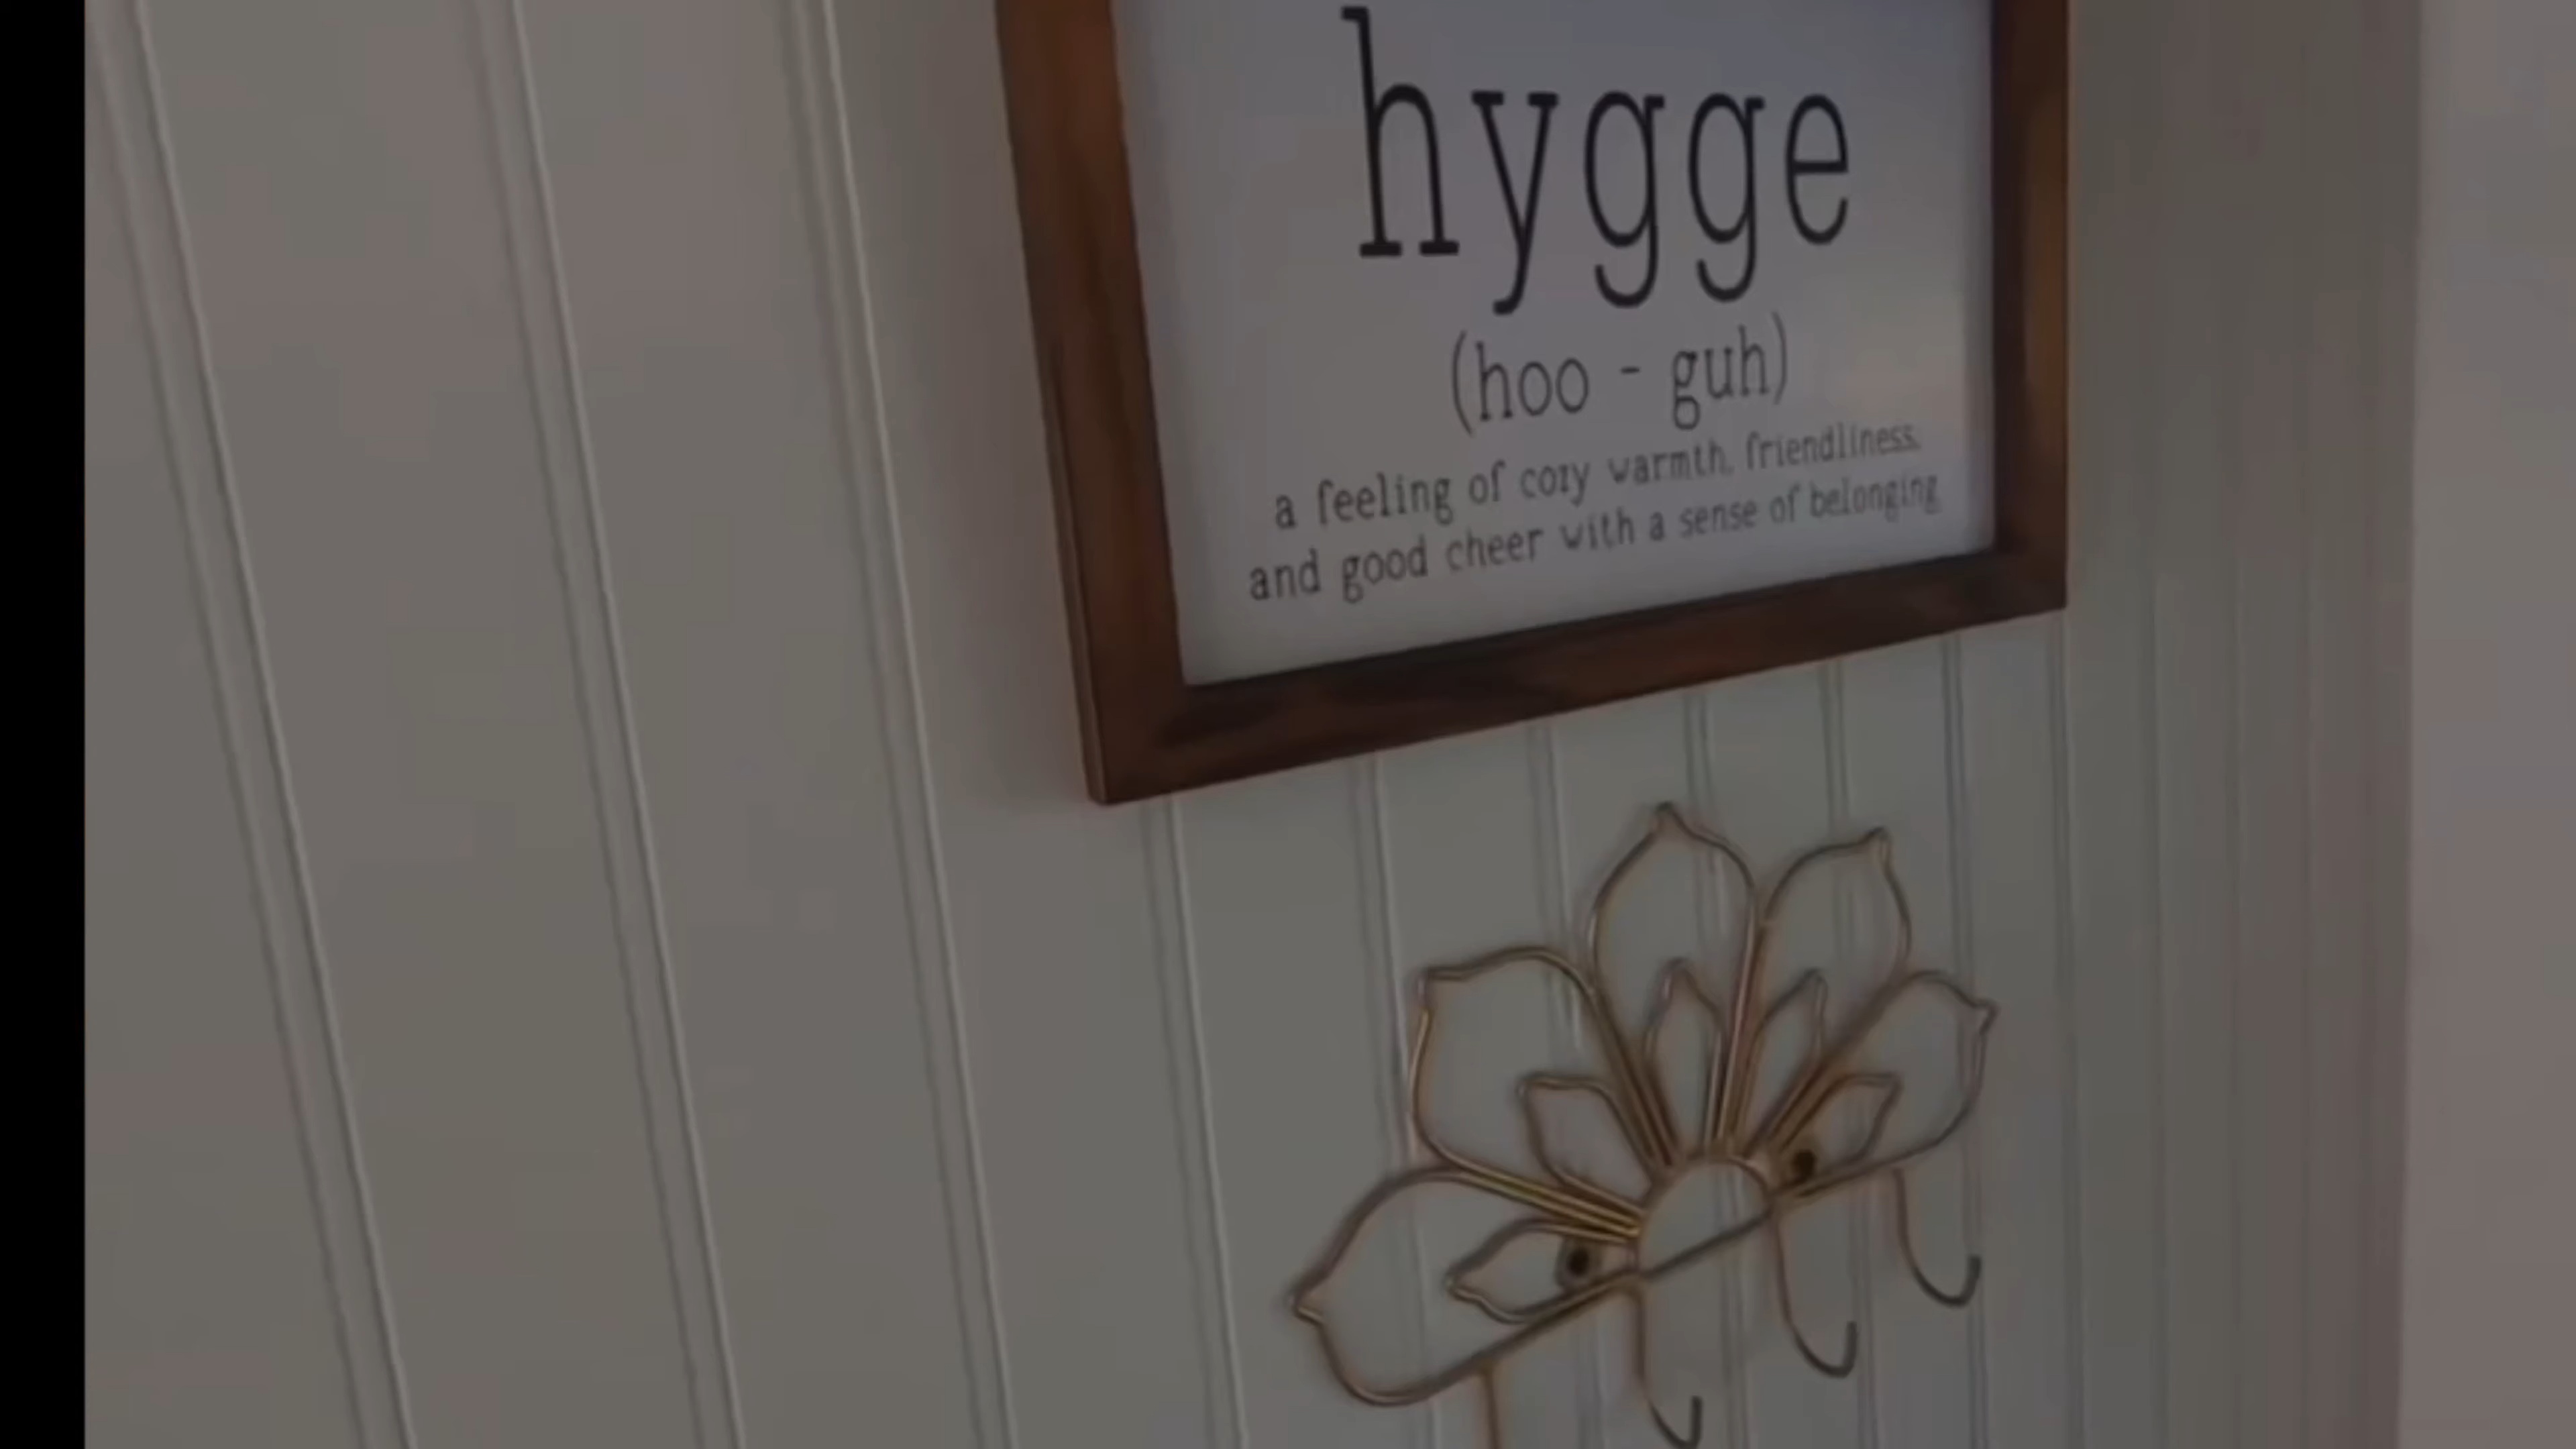 hygge
(hoo - guh)
a feeling of cozy warmth, friendliness,
and good cheer with a sense of belonging